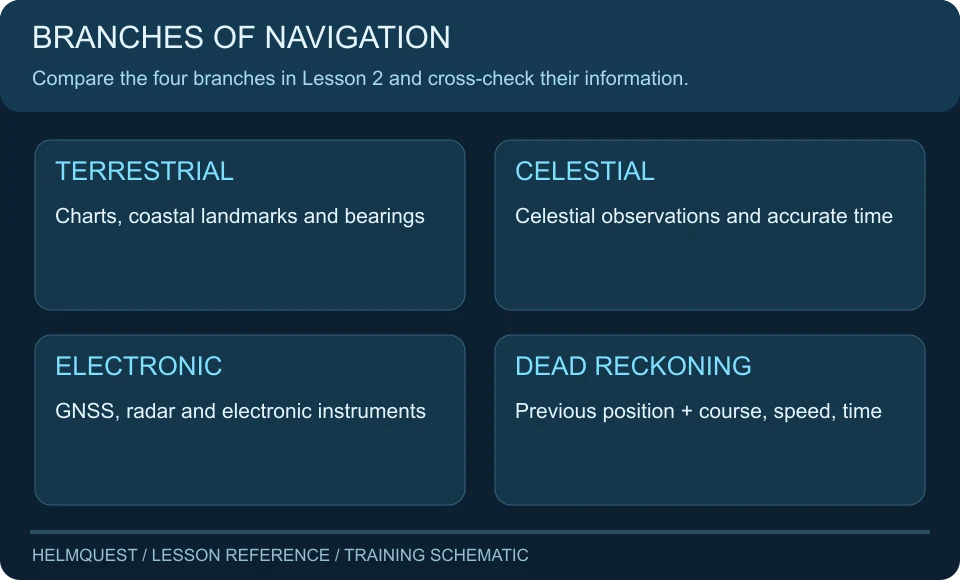 BRANCHES OF NAVIGATION
Compare the four branches in Lesson 2 and cross-check their information.
TERRESTRIAL
Charts, coastal landmarks and bearings
CELESTIAL
Celestial observations and accurate time
ELECTRONIC
GNSS, radar and electronic instruments
DEAD RECKONING
Previous position + course, speed, time
HELMQUEST / LESSON REFERENCE / TRAINING SCHEMATIC